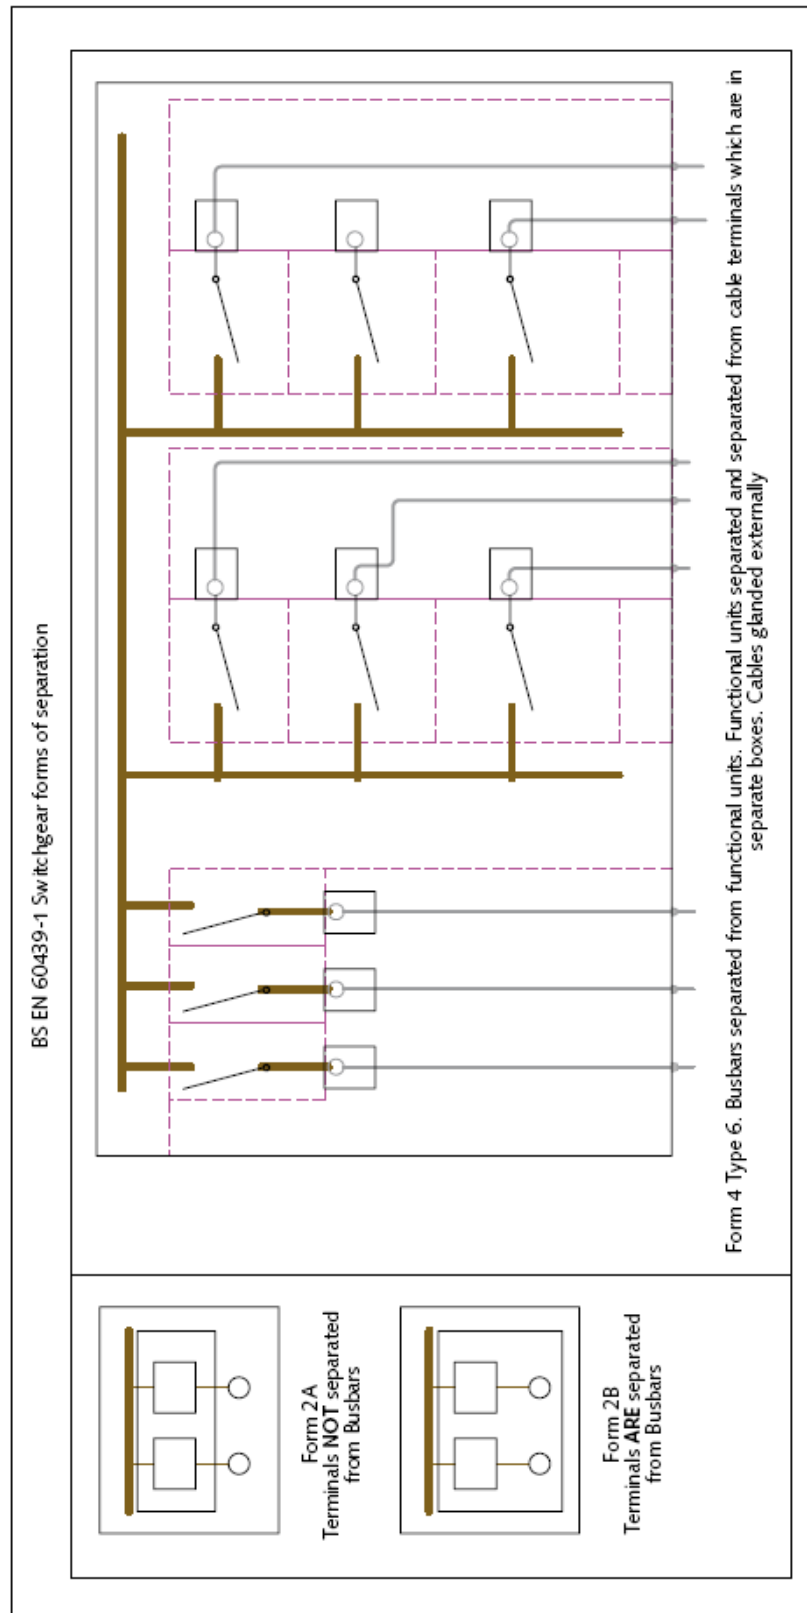 BS EN 60439-1 Switchgear forms of separation
Form 2A
Terminals NOT separated
from Busbars
Form 2B
Terminals ARE separated
from Busbars
Form 4 Type 6. Busbars separated from functional units. Functional units separated and separated from cable terminals which are in
separate boxes. Cables glanded externally